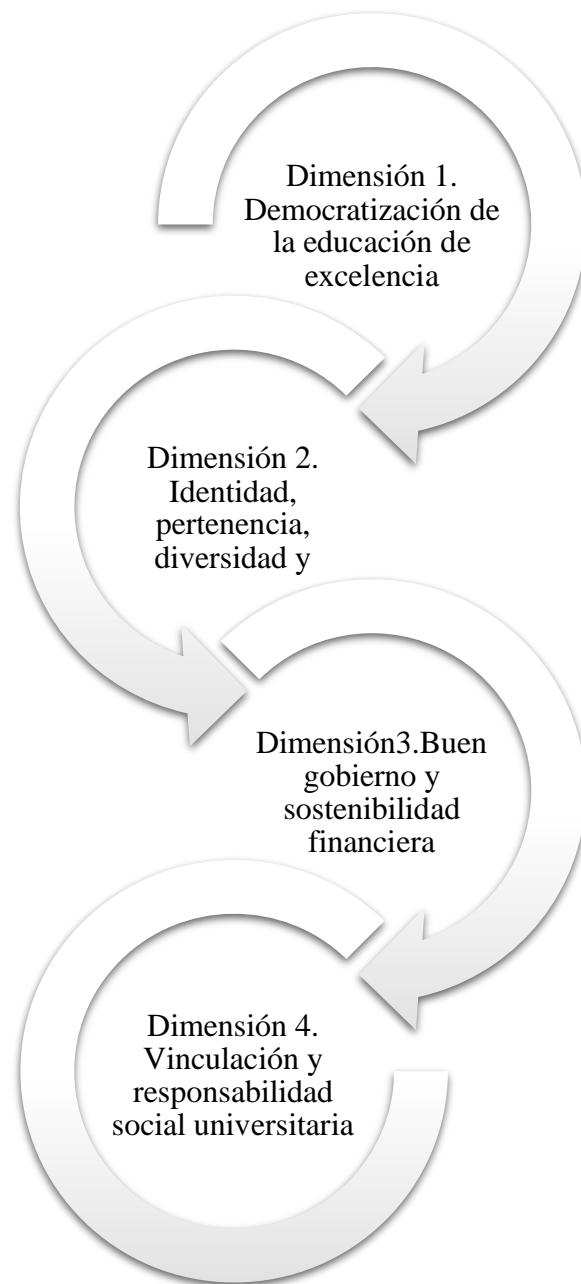 Dimensión 1.
Democratización de
la educación de
excelencia
Dimensión 2.
Identidad,
pertenencia,
diversidad y
Dimensión3.Buen
gobierno y
sostenibilidad
financiera
Dimensión 4.
Vinculación y
responsabilidad
social universitaria